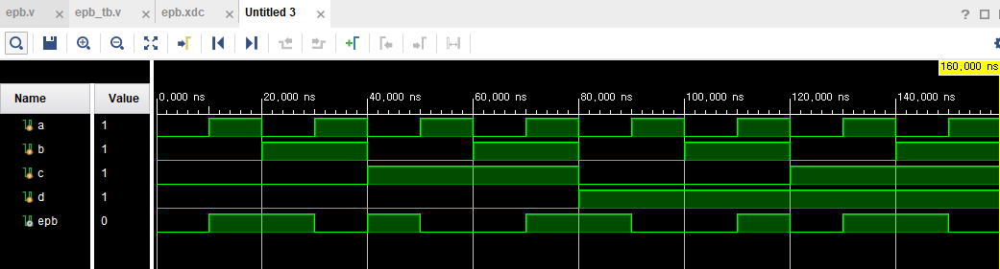 epb.v × epb_tb.v × epb.xdc × Untitled 3 ×
?
160,000 ns
Name Value
0,000 ns 20,000 ns 40,000 ns 60,000 ns 80,000 ns 100,000 ns 120,000 ns 140,000 ns
a 1
b 1
c 1
d 1
epb 0